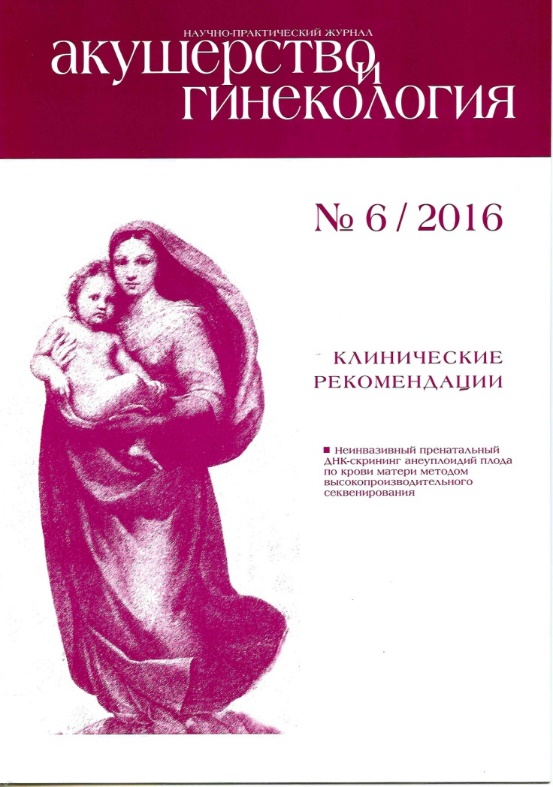 НАУЧНО-ПРАКТИЧЕСКИЙ ЖУРНАЛ
акушерство и
гинекология
№ 6 / 2016
КЛИНИЧЕСКИЕ
РЕКОМЕНДАЦИИ
■ Неинвазивный пренатальный
ДНК-скрининг анеуплоидий плода
по крови матери методом
высокопроизводительного
секвенирования